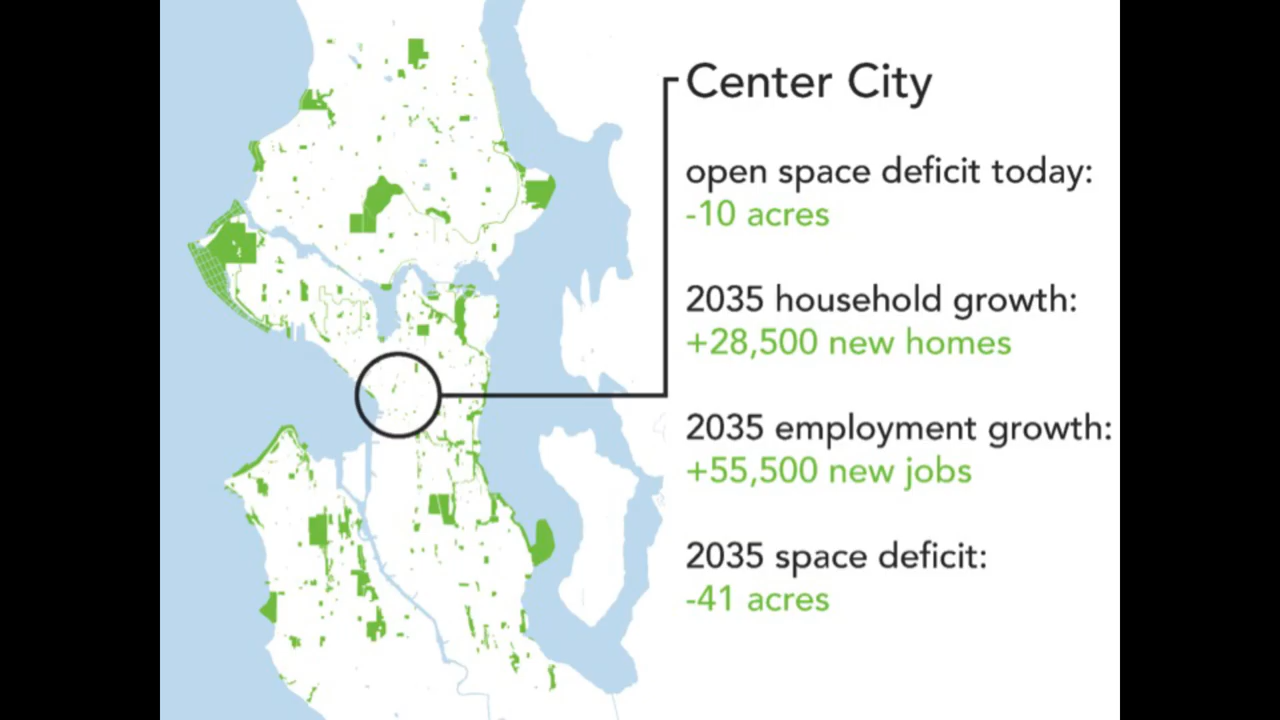 Center City
open space deficit today:
-10 acres
2035 household growth:
+28,500 new homes
2035 employment growth:
+55,500 new jobs
2035 space deficit:
-41 acres